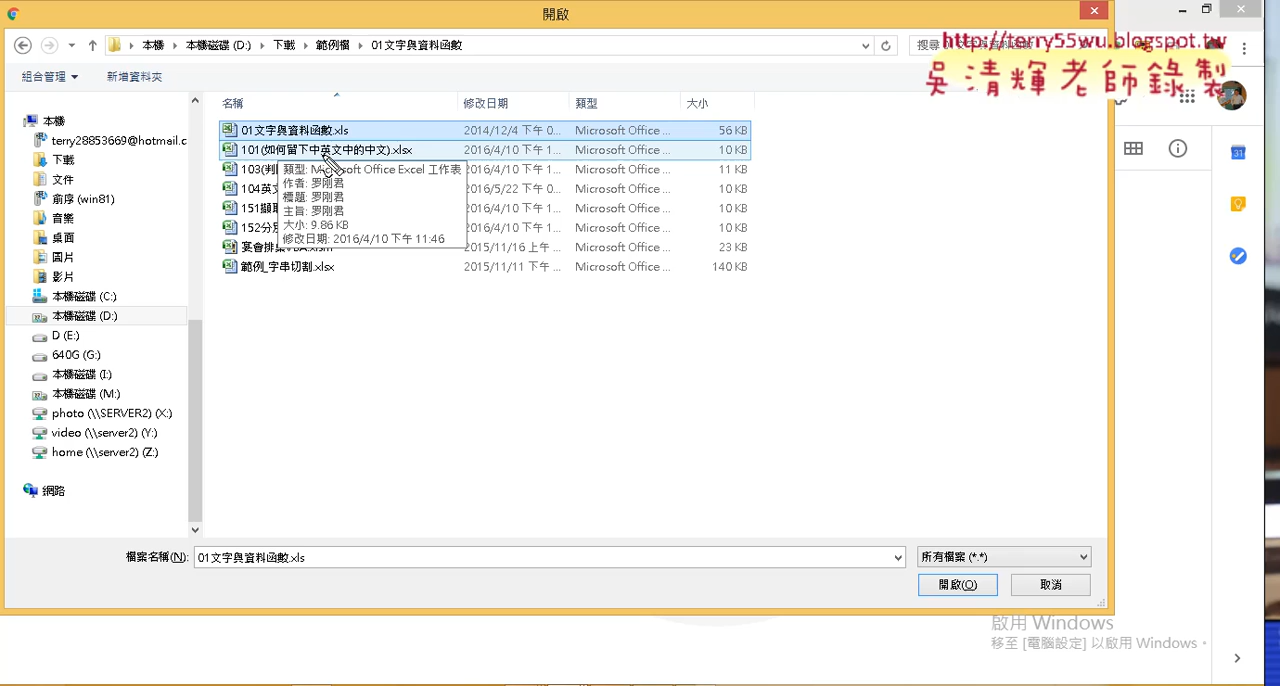 開啟
本機 本機磁碟 (D:) 下載 範例檔 01文字與資料函數
http://terry55wu.blogspot.tw
吳清輝老師錄製
組合管理 新增資料夾
名稱 修改日期 類型 大小
本機
terry28853669@hotmail.c
下載
文件
俞序 (win81)
音樂
桌面
圖片
影片
本機磁碟 (C:)
本機磁碟 (D:)
D (E:)
640G (G:)
本機磁碟 (I:)
本機磁碟 (M:)
photo (\\SERVER2) (X:)
video (\\server2) (Y:)
home (\\server2) (Z:)
網路
01文字與資料函數.xls 2014/12/4 下午 0... Microsoft Office ... 56 KB
101(如何留下中英文中的中文).xlsx 2016/4/10 下午 1... Microsoft Office ... 10 KB
103(判 2016/4/10 下午 1... Microsoft Office ... 11 KB
104英文 2016/5/22 下午 0... Microsoft Office ... 10 KB
151擷取 2016/4/10 下午 1... Microsoft Office ... 10 KB
152分別 2016/4/10 下午 1... Microsoft Office ... 10 KB
2015/11/16 上午 ... Microsoft Office ... 23 KB
範例_字串切割.xlsx 2015/11/11 下午 ... Microsoft Office ... 140 KB
類型: Microsoft Office Excel 工作表
作者: 罗刚君
標題: 罗刚君
主旨: 罗刚君
大小: 9.86 KB
修改日期: 2016/4/10 下午 11:46
檔案名稱(N): 01文字與資料函數.xls 所有檔案 (*.*)
開啟(O) 取消
啟用 Windows
移至 [電腦設定] 以啟用 Windows。
31